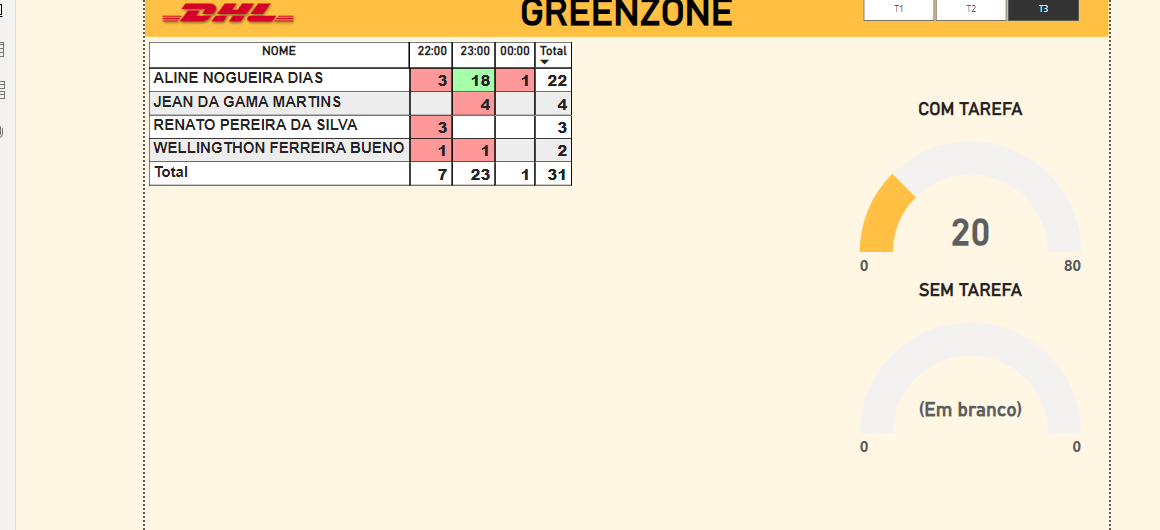 DHL
GREENZONE
T1 T2 T3
NOME 22:00 23:00 00:00 Total
ALINE NOGUEIRA DIAS 3 18 1 22
JEAN DA GAMA MARTINS 4 4
RENATO PEREIRA DA SILVA 3 3
WELLINGTHON FERREIRA BUENO 1 1 2
Total 7 23 1 31
COM TAREFA
20
0 80
SEM TAREFA
(Em branco)
0 0